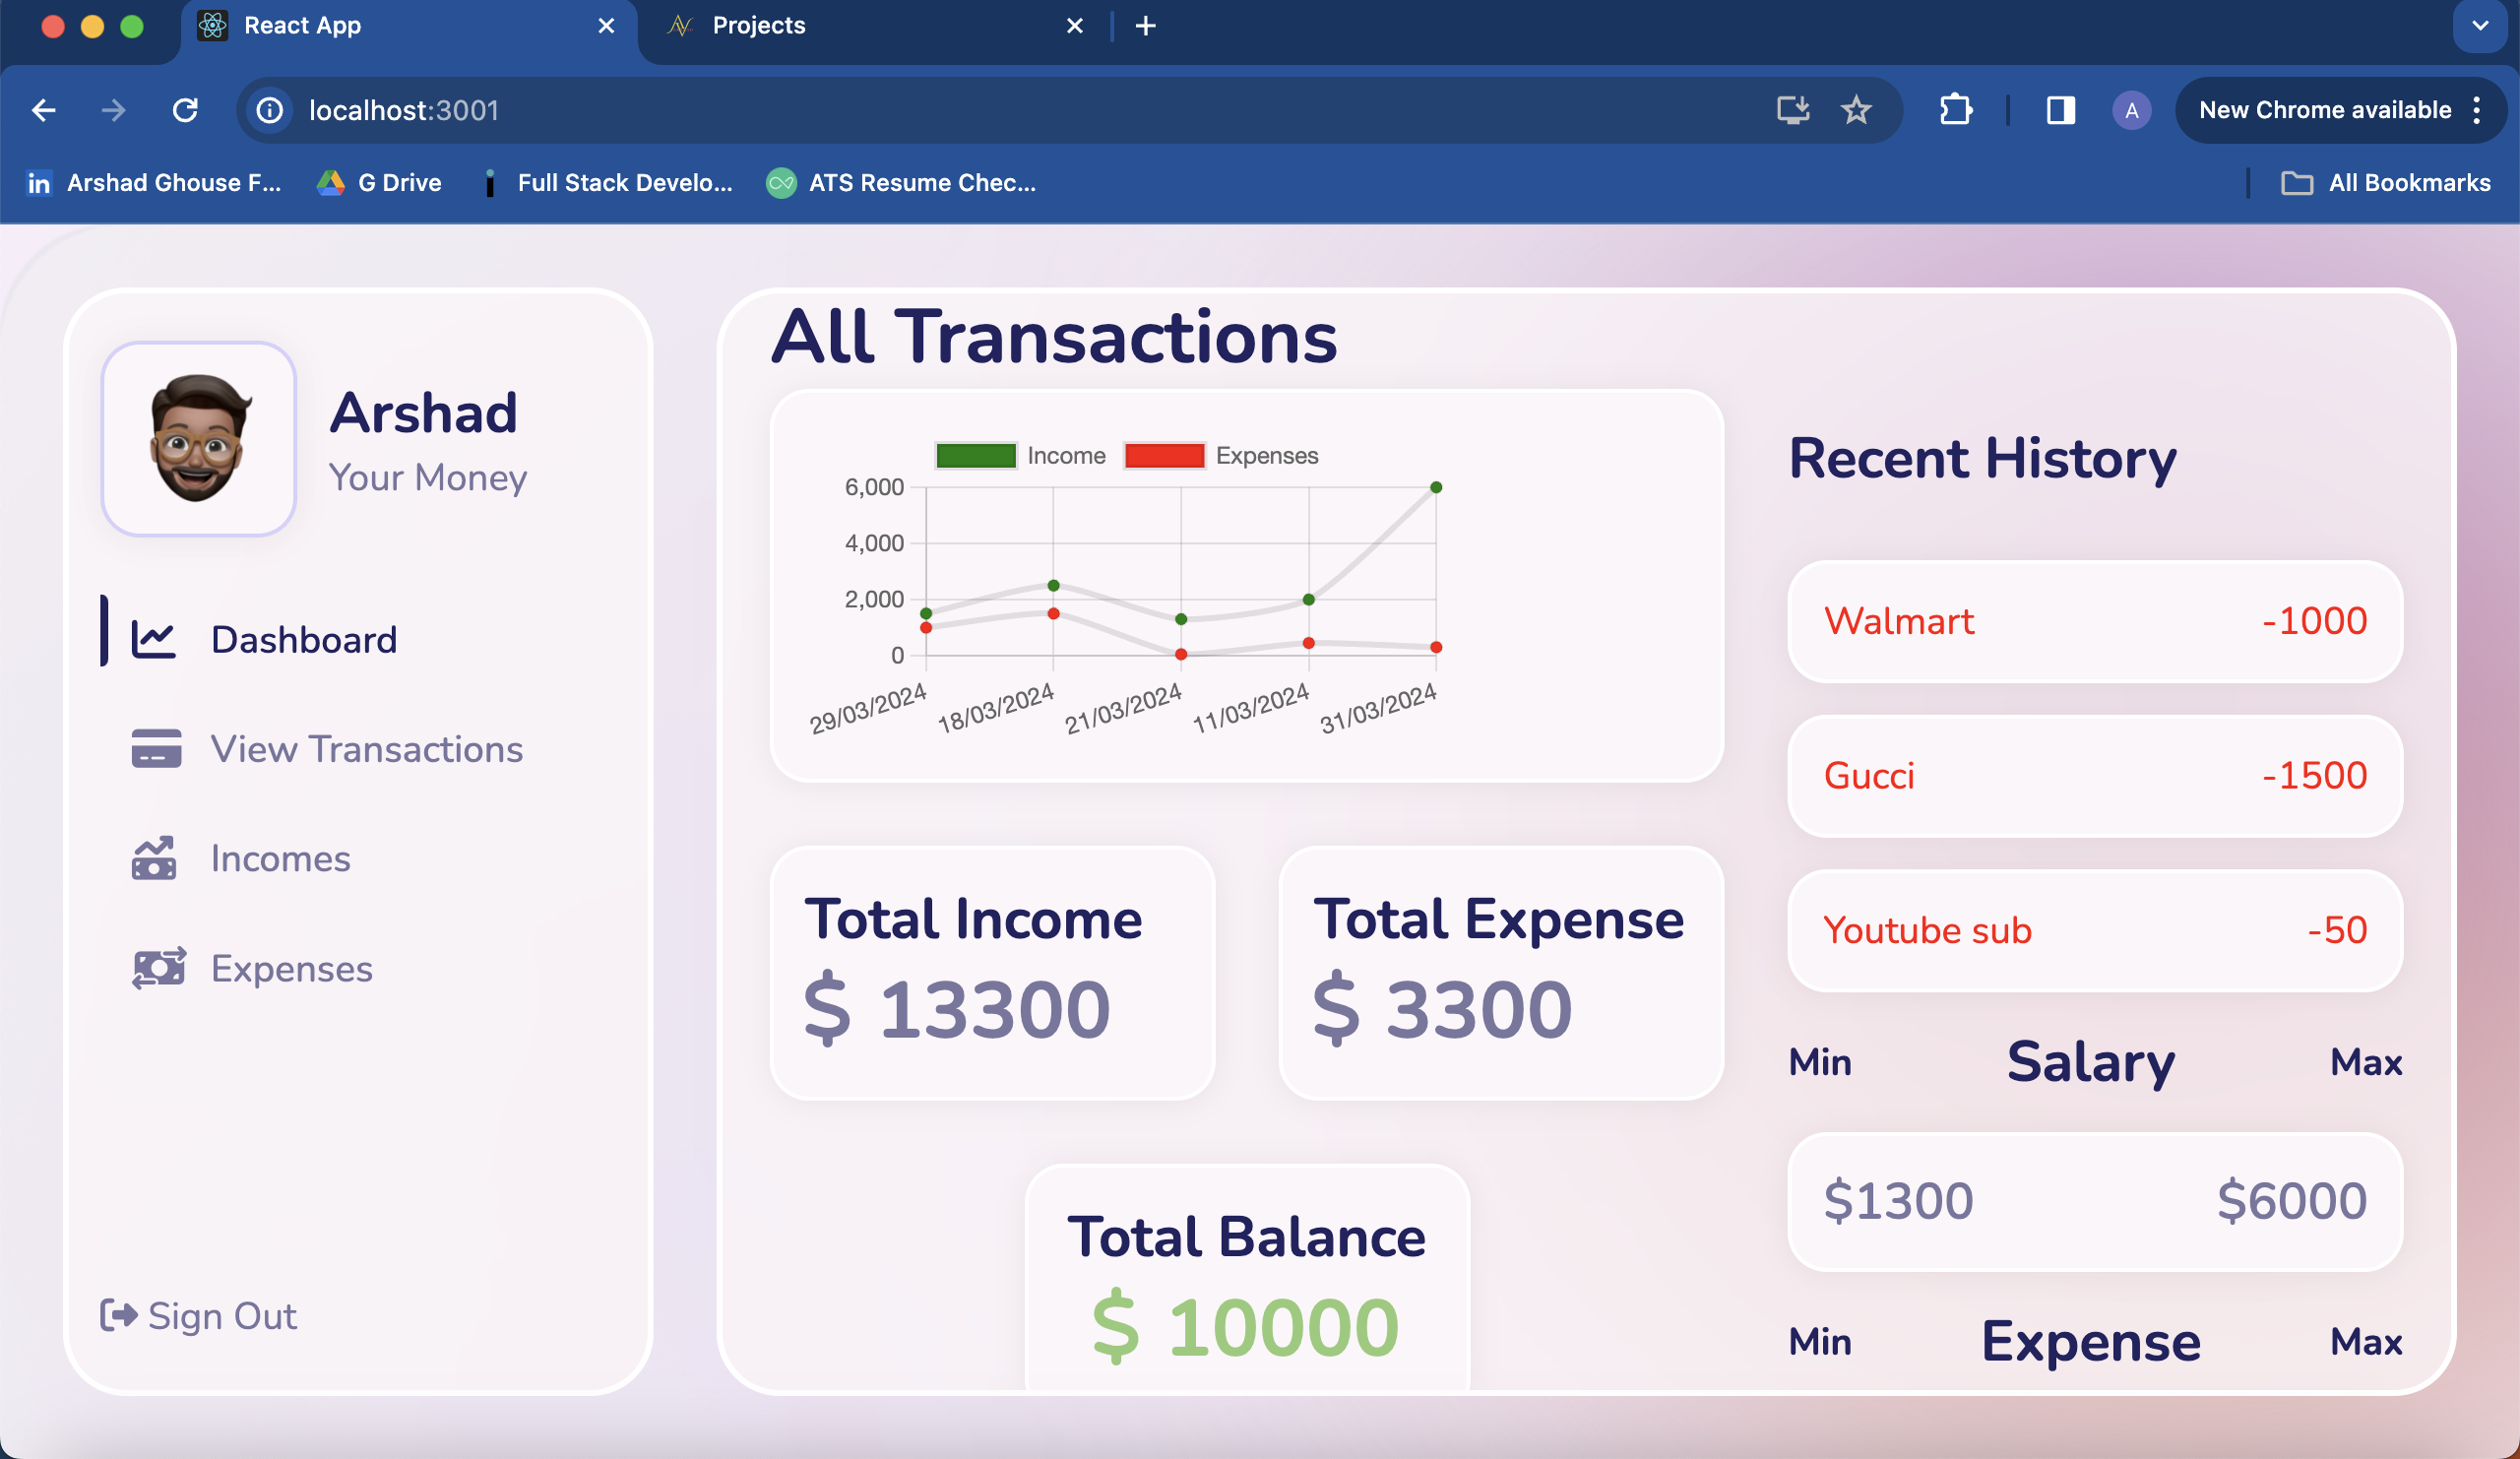 React App
Projects
localhost:3001
A
New Chrome available
Arshad Ghouse F...
G Drive
Full Stack Develo...
ATS Resume Chec...
All Bookmarks
Arshad
Your Money
Dashboard
View Transactions
Incomes
Expenses
Sign Out
All Transactions
Income
Expenses
6,000
4,000
2,000
0
29/03/2024
18/03/2024
21/03/2024
11/03/2024
31/03/2024
Total Income
$ 13300
Total Expense
$ 3300
Total Balance
$ 10000
Recent History
Walmart -1000
Gucci -1500
Youtube sub -50
Min Salary Max
$1300 $6000
Min Expense Max